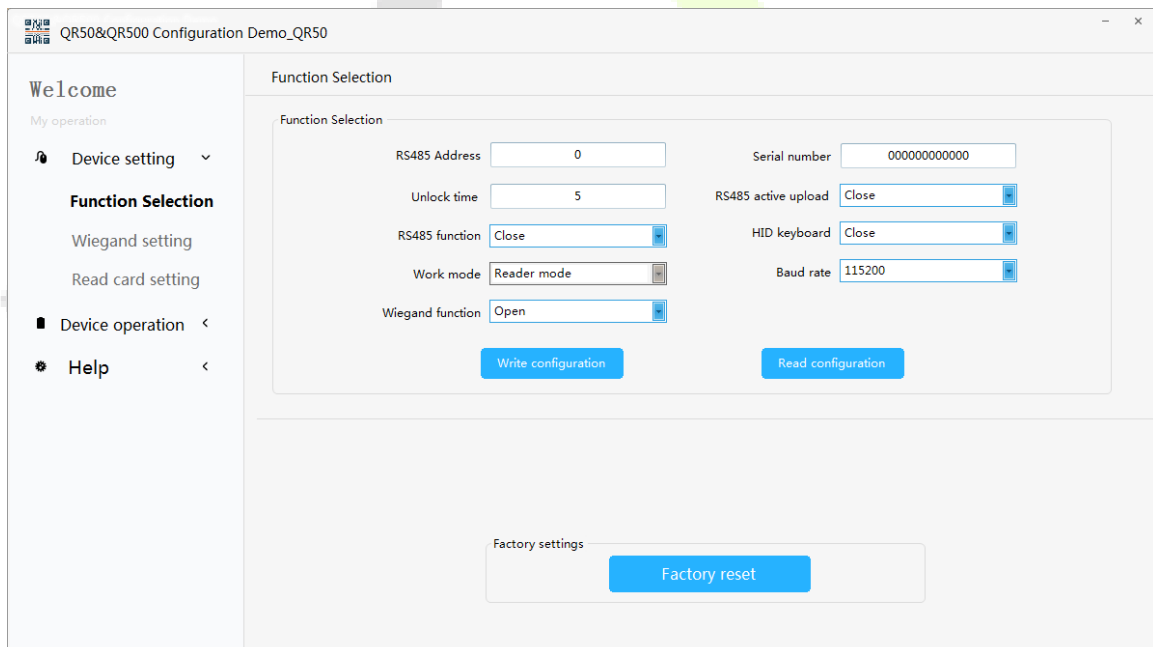 QR50&QR500 Configuration Demo_QR50
Welcome
My operation
Device setting
Function Selection
Wiegand setting
Read card setting
Device operation
Help
Function Selection
Function Selection
RS485 Address 0
Serial number 000000000000
Unlock time 5
RS485 active upload Close
RS485 function Close
HID keyboard Close
Work mode Reader mode
Baud rate 115200
Wiegand function Open
Write configuration
Read configuration
Factory settings
Factory reset